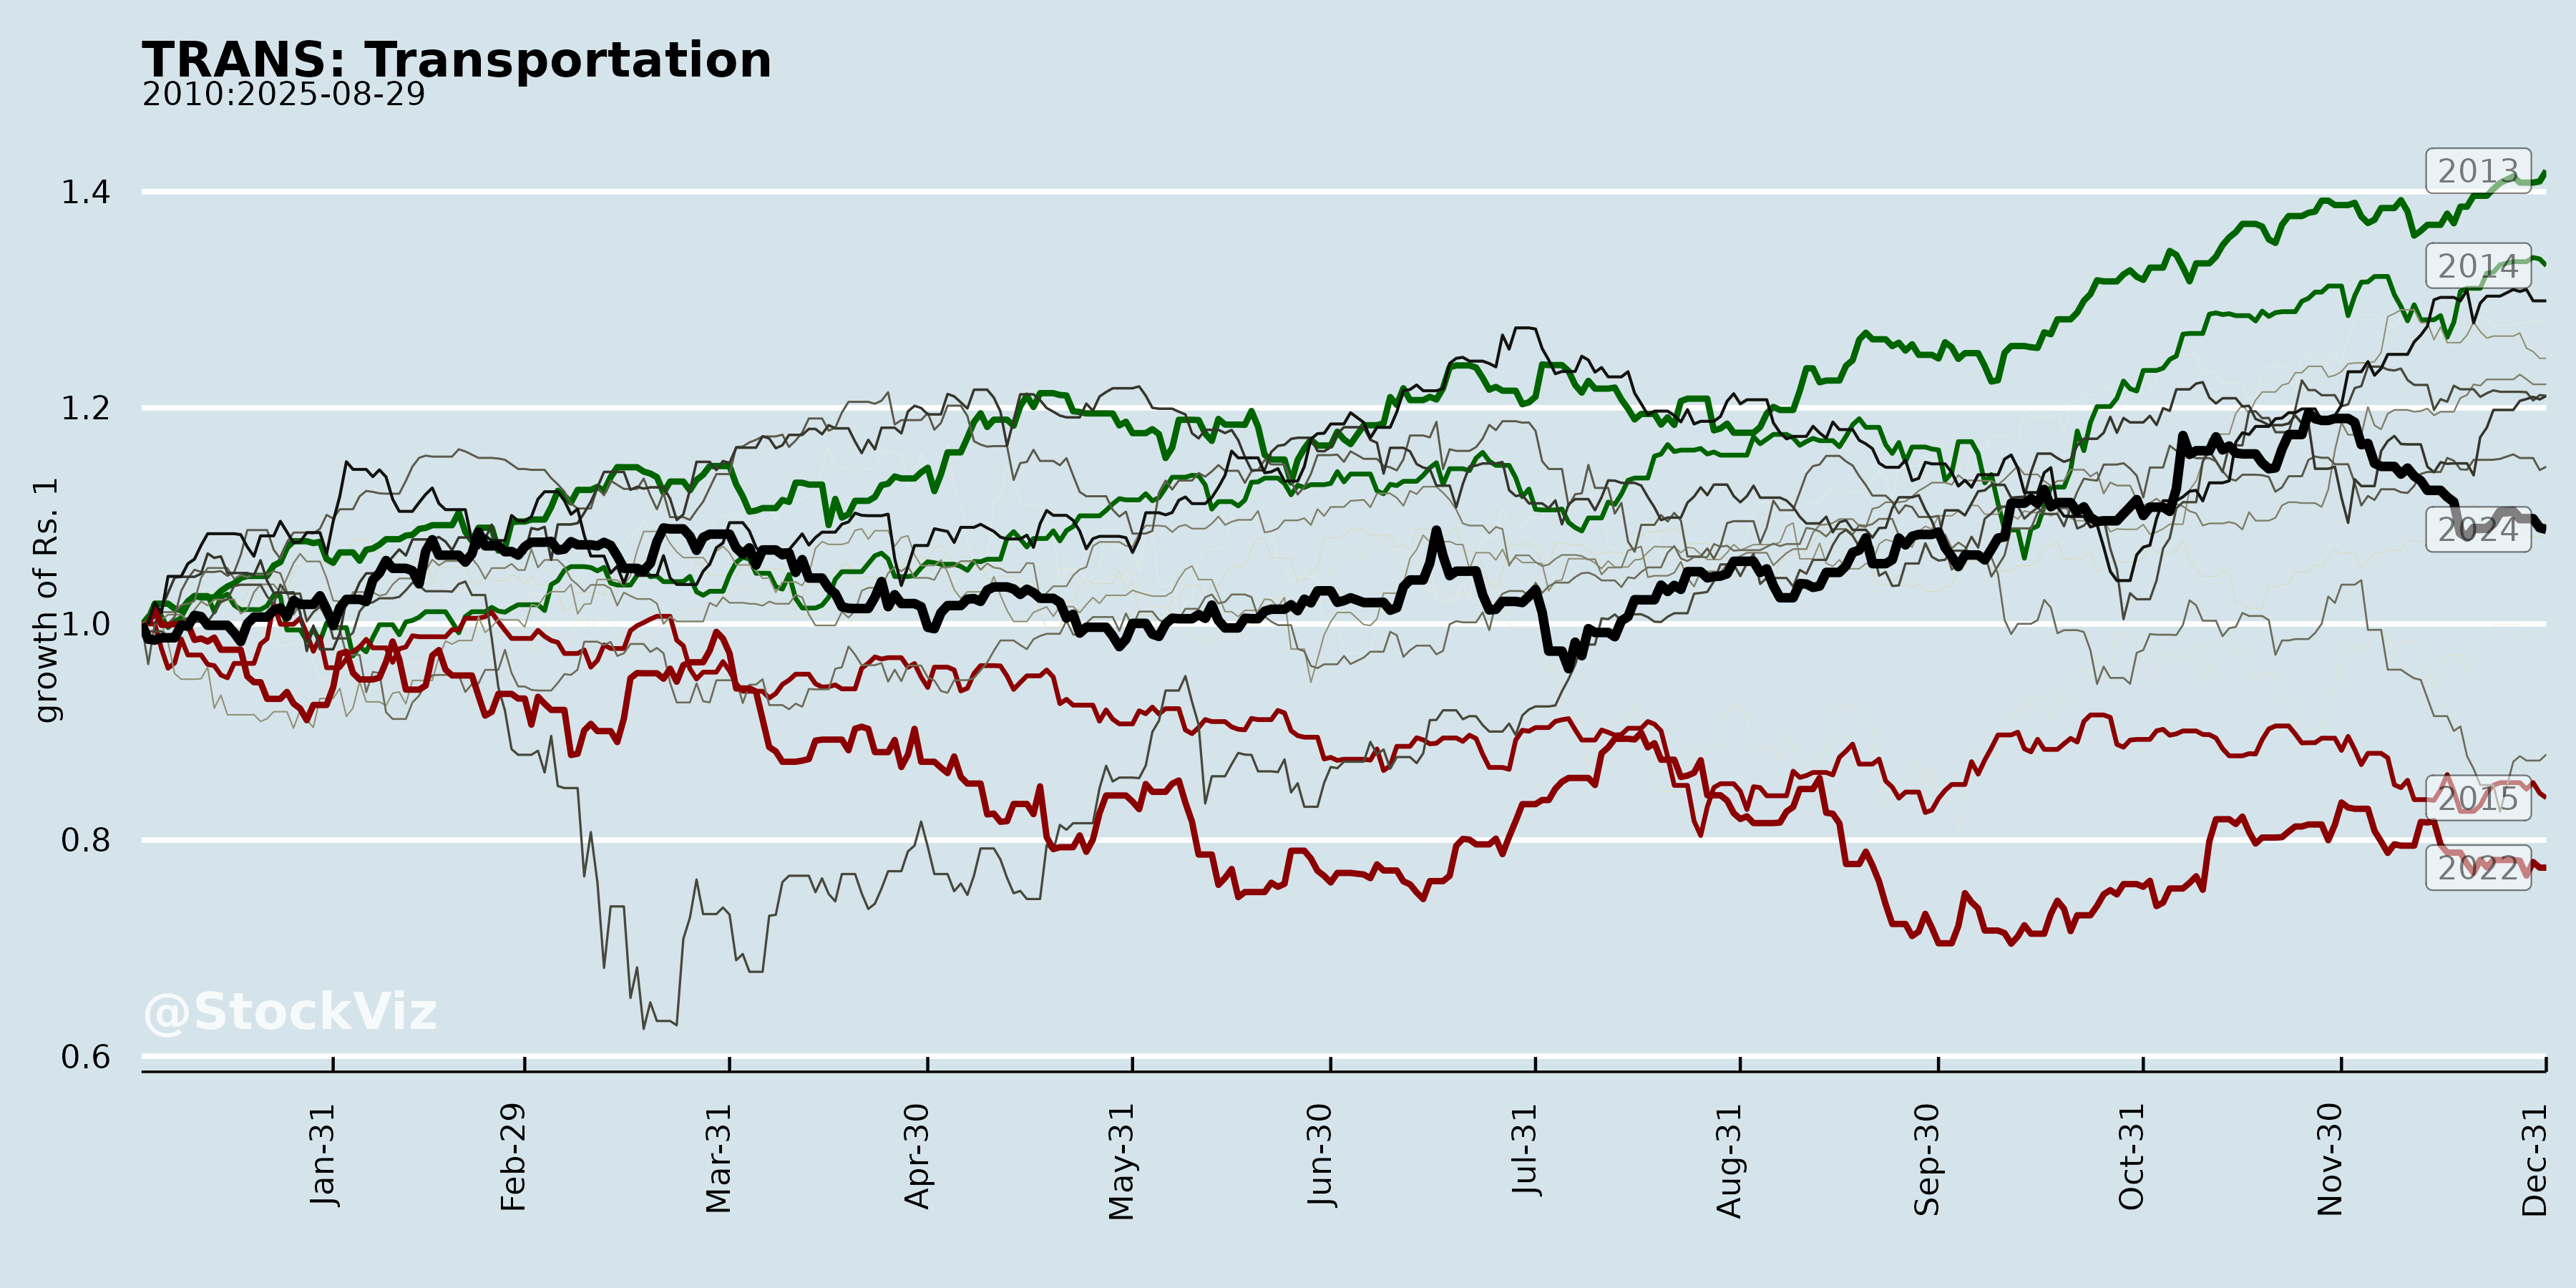 TRANS: Transportation
2010:2025-08-29
growth of Rs. 1
1.4
1.2
1.0
0.8
0.6
2013
2014
2024
2015
2022
@StockViz
Jan-31
Feb-29
Mar-31
Apr-30
May-31
Jun-30
Jul-31
Aug-31
Sep-30
Oct-31
Nov-30
Dec-31